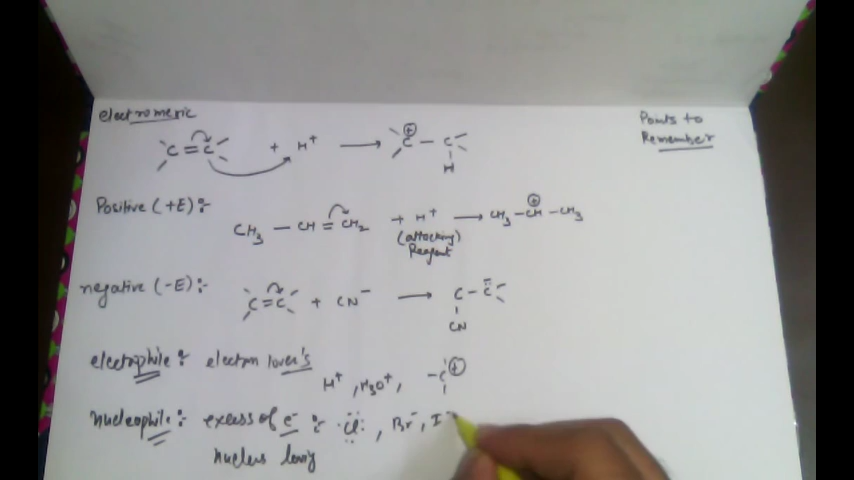 electromeric
Points to
Remember
C = C + H⁺ ⟶ C⊕ – C
H
Positive (+E):-
CH₃ – CH = CH₂ + H⁺ ⟶ CH₃ – CH⊕ – CH₃
(attacking)
Reagent
negative (-E):-
C = C + CN⁻ ⟶ C – C̈⁻
CN
electrophile: electron lover's
H⁺, H₃O⁺, – C⊕
nucleophile: excess of e⁻ : :Cl:, Br⁻, I⁻
nucleus loving